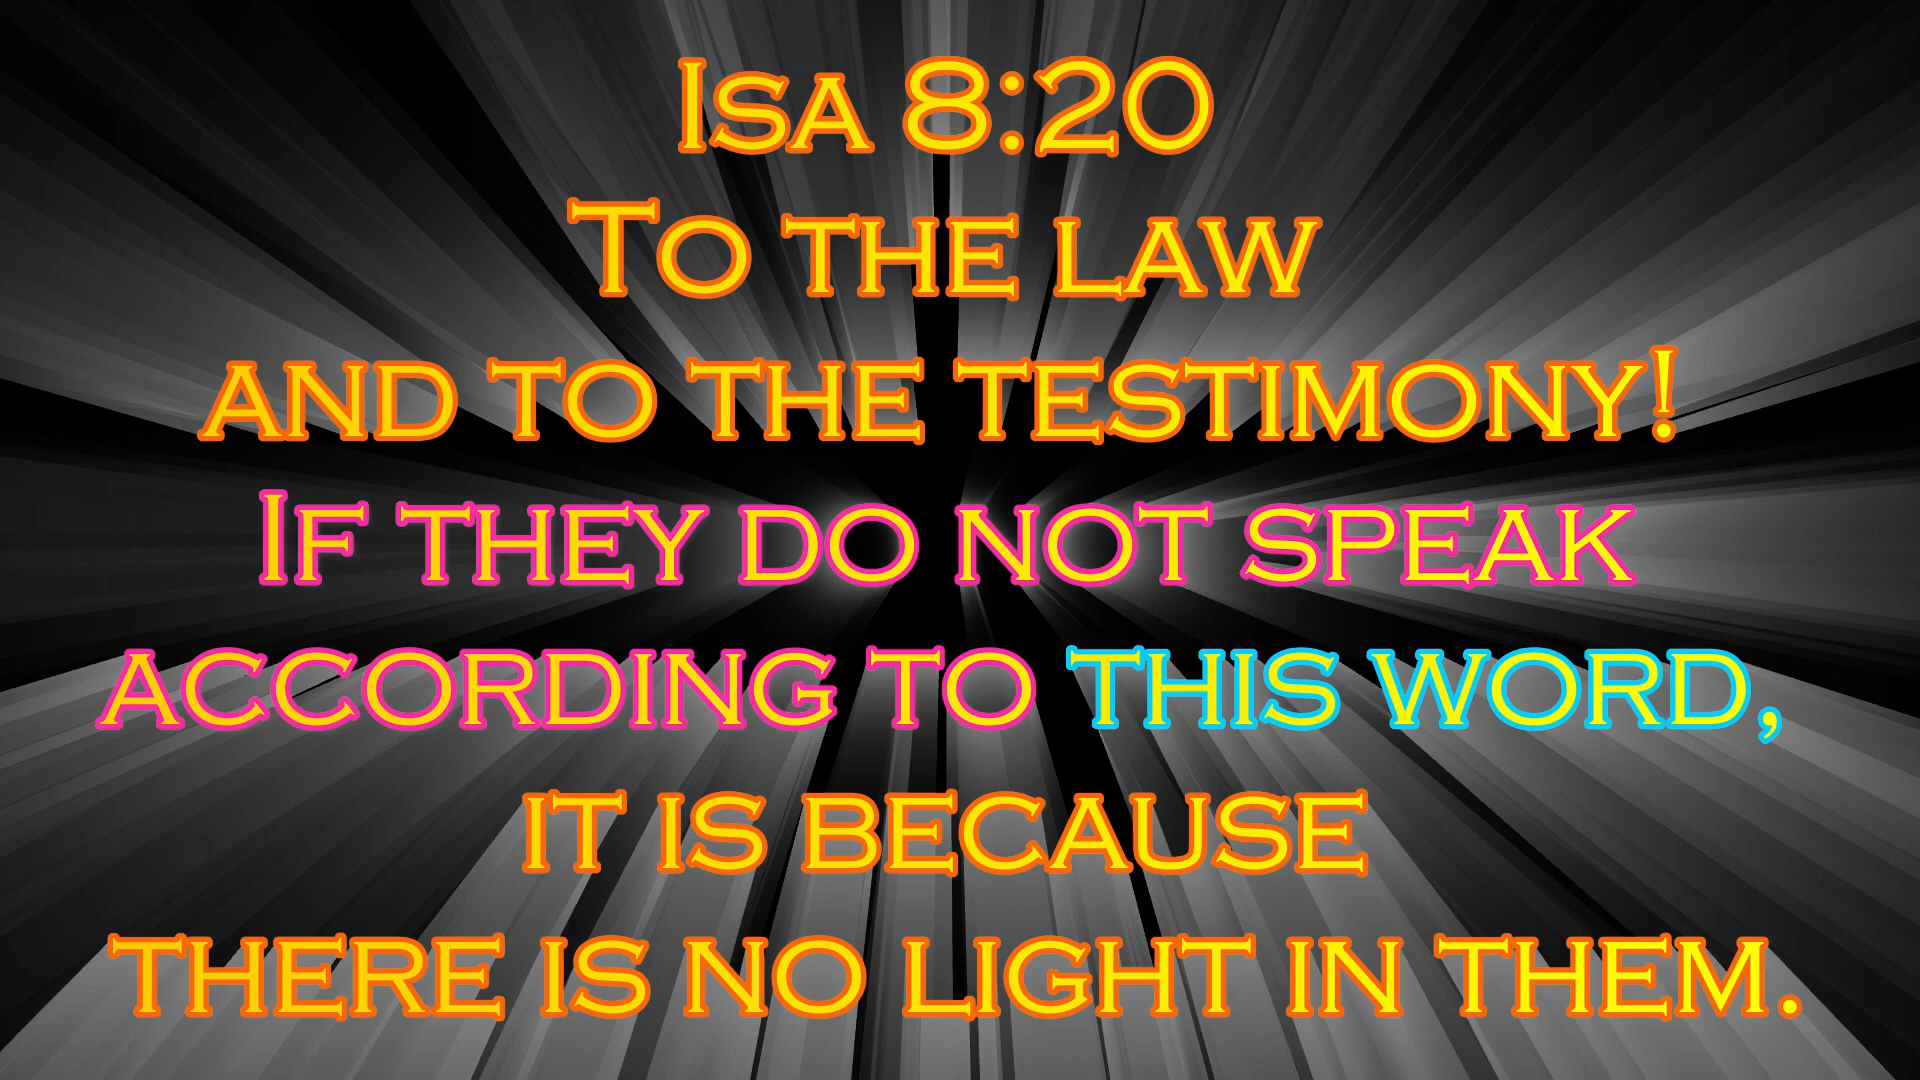 Isa 8:20
To the law
and to the testimony!
If they do not speak
according to this word,
it is because
there is no light in them.